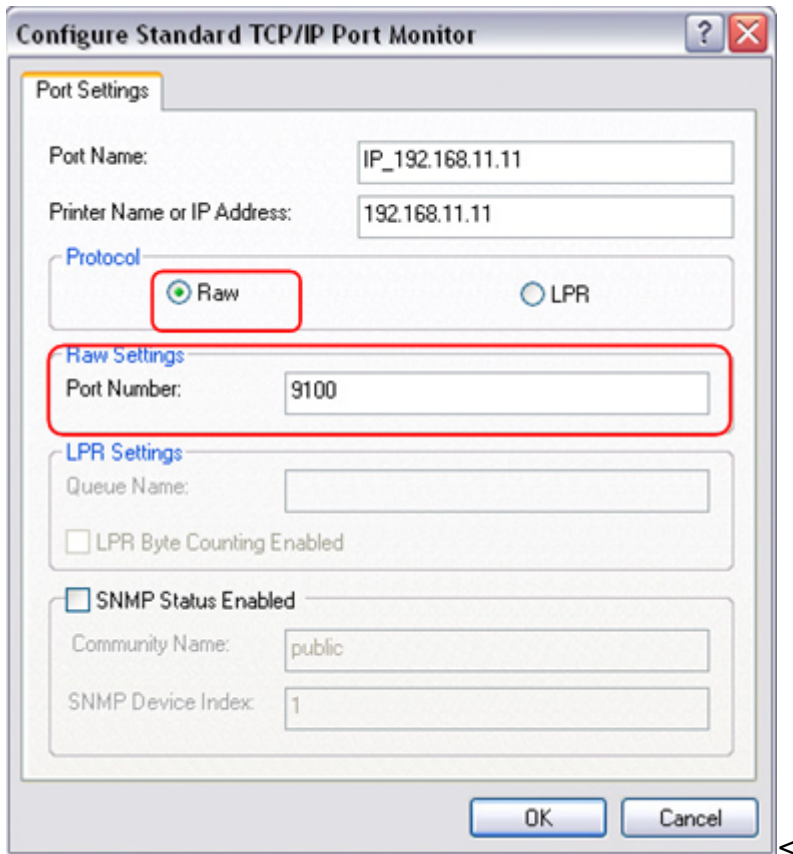 Configure Standard TCP/IP Port Monitor
Port Settings
Port Name: IP_192.168.11.11
Printer Name or IP Address: 192.168.11.11
Protocol
Raw LPR
Raw Settings
Port Number: 9100
LPR Settings
Queue Name:
LPR Byte Counting Enabled
SNMP Status Enabled
Community Name: public
SNMP Device Index: 1
OK Cancel
<